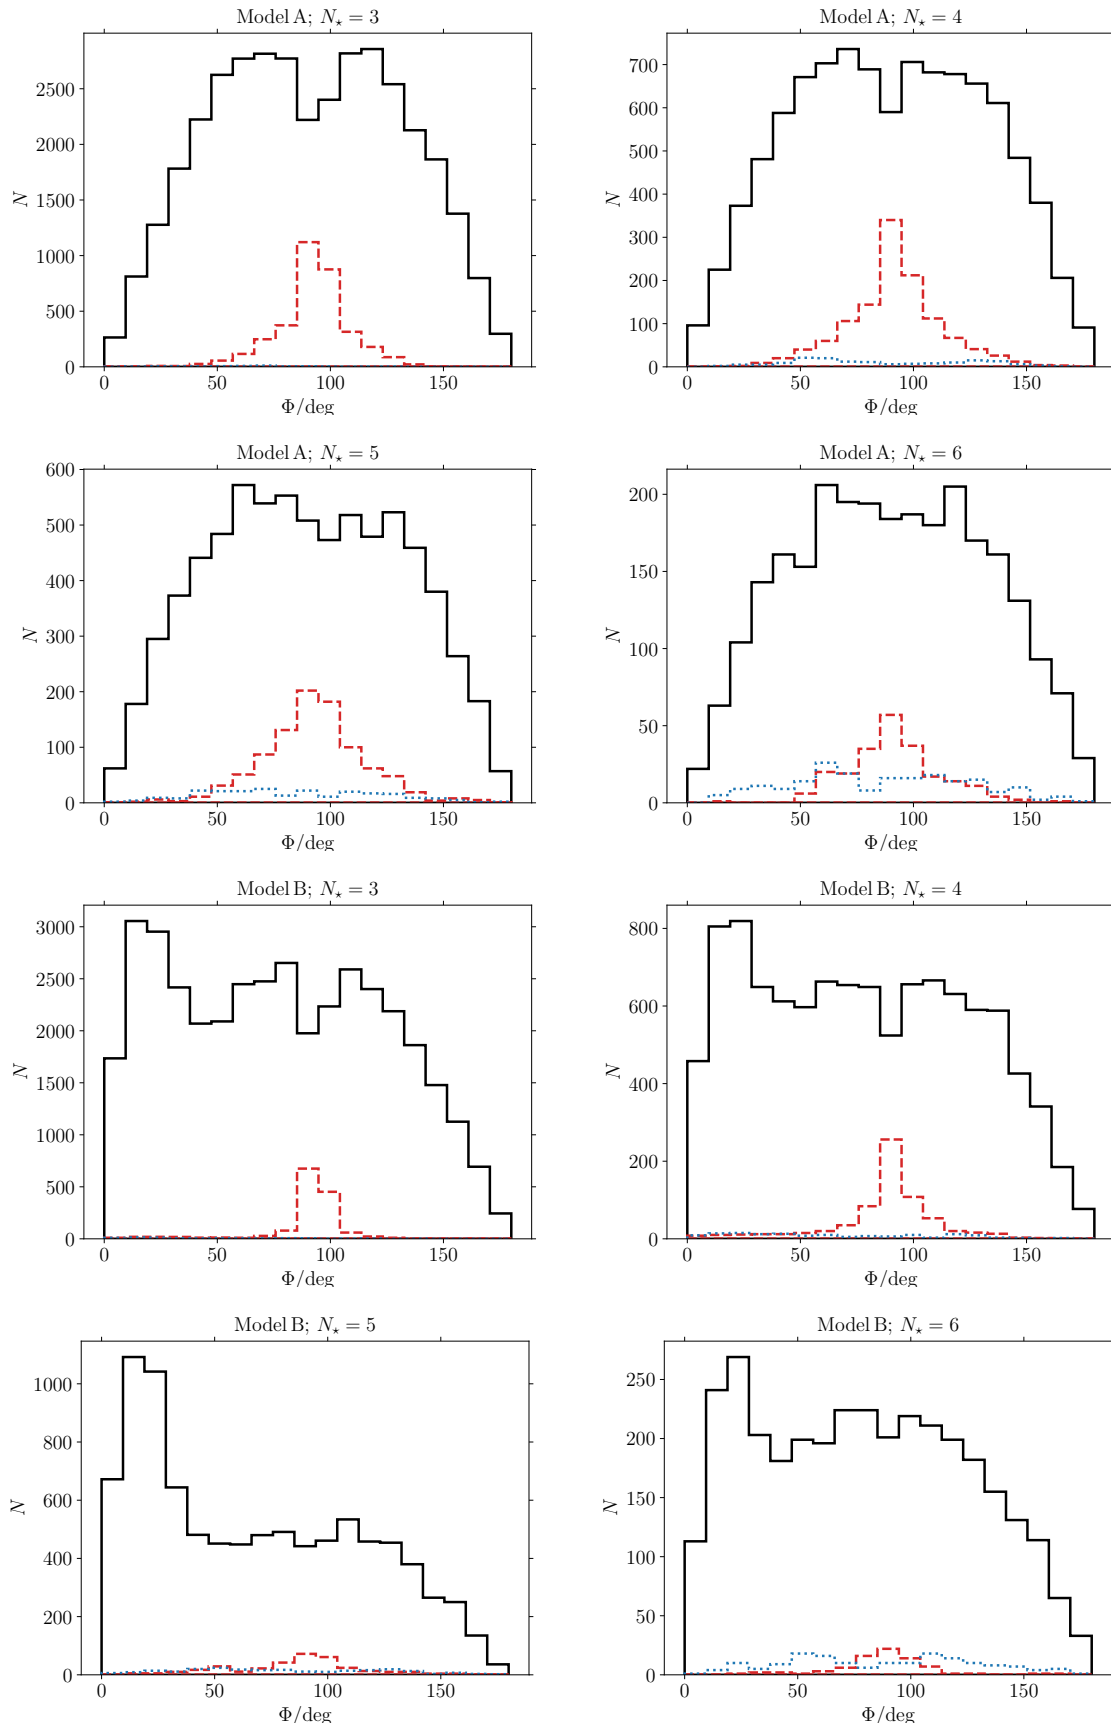 Model A; N⋆ = 3
N
0
500
1000
1500
2000
2500
0 50 100 150
Φ/deg
Model A; N⋆ = 4
N
0
100
200
300
400
500
600
700
0 50 100 150
Φ/deg
Model A; N⋆ = 5
N
0
100
200
300
400
500
600
0 50 100 150
Φ/deg
Model A; N⋆ = 6
N
0
50
100
150
200
0 50 100 150
Φ/deg
Model B; N⋆ = 3
N
0
500
1000
1500
2000
2500
3000
0 50 100 150
Φ/deg
Model B; N⋆ = 4
N
0
200
400
600
800
0 50 100 150
Φ/deg
Model B; N⋆ = 5
N
0
200
400
600
800
1000
0 50 100 150
Φ/deg
Model B; N⋆ = 6
N
0
50
100
150
200
250
0 50 100 150
Φ/deg